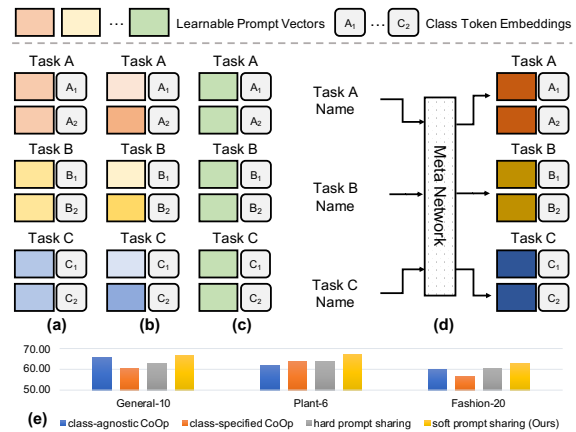 ... Learnable Prompt Vectors A1 ... C2 Class Token Embeddings
Task A Task A Task A Task A
A1 A1 A1 Task A Name A1
A2 A2 A2 A2
Task B Task B Task B Task B
B1 B1 B1 Task B Name B1
B2 B2 B2 B2
Meta Network
Task C Task C Task C Task C
C1 C1 C1 Task C Name C1
C2 C2 C2 C2
(a) (b) (c) (d)
70.00
60.00
50.00
General-10 Plant-6 Fashion-20
(e) class-agnostic CoOp class-specified CoOp hard prompt sharing soft prompt sharing (Ours)